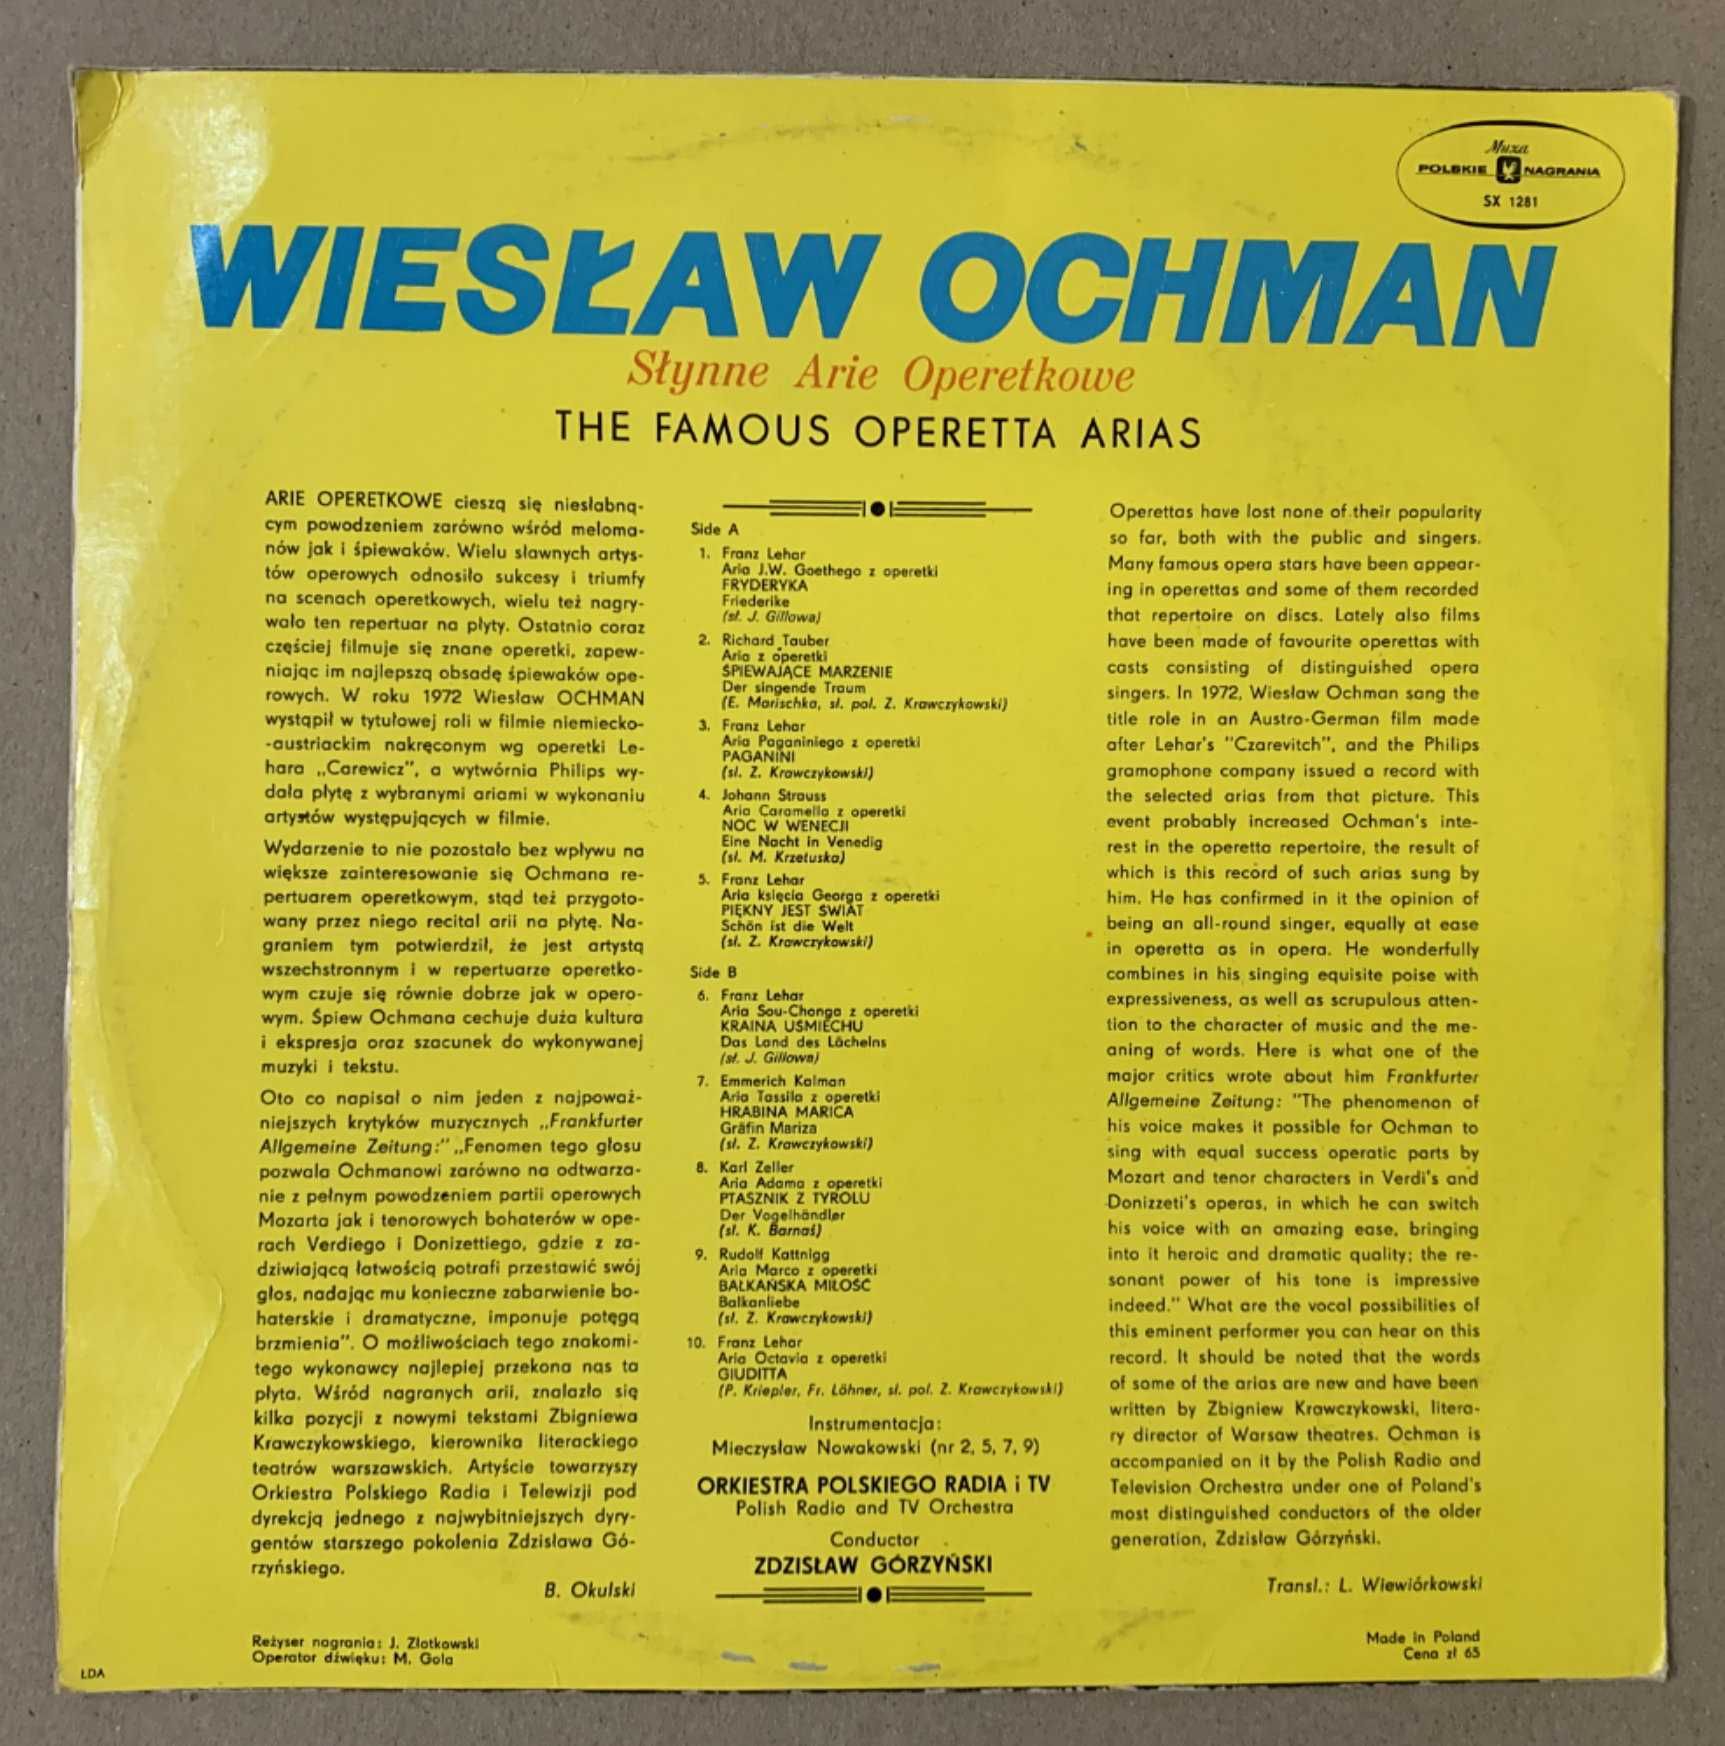 Muza
POLSKIE NAGRANIA
SX 1281
WIESŁAW OCHMAN
Słynne Arie Operetkowe
THE FAMOUS OPERETTA ARIAS
ARIE OPERETKOWE cieszą się niesłabną-
cym powodzeniem zarówno wśród meloma-
nów jak i śpiewaków. Wielu sławnych artys-
tów operowych odnosiło sukcesy i triumfy
na scenach operetkowych, wielu też nagry-
wało ten repertuar na płyty. Ostatnio coraz
częściej filmuje się znane operetki, zapew-
niając im najlepszą obsadę śpiewaków ope-
rowych. W roku 1972 Wiesław OCHMAN
wystąpił w tytułowej roli w filmie niemiecko-
-austriackim nakręconym wg operetki Le-
hara „Carewicz", a wytwórnia Philips wy-
dała płytę z wybranymi ariami w wykonaniu
artystów występujących w filmie.
Wydarzenie to nie pozostało bez wpływu na
większe zainteresowanie się Ochmana re-
pertuarem operetkowym, stąd też przygoto-
wany przez niego recital arii na płytę. Na-
graniem tym potwierdził, że jest artystą
wszechstronnym i w repertuarze operetko-
wym czuje się równie dobrze jak w opero-
wym. Śpiew Ochmana cechuje duża kultura
i ekspresja oraz szacunek do wykonywanej
muzyki i tekstu.
Oto co napisał o nim jeden z najpoważ-
niejszych krytyków muzycznych „Frankfurter
Allgemeine Zeitung:" „Fenomen tego głosu
pozwala Ochmanowi zarówno na odtwarza-
nie z pełnym powodzeniem partii operowych
Mozarta jak i tenorowych bohaterów w ope-
rach Verdiego i Donizettiego, gdzie z za-
dziwiającą łatwością potrafi przestawić swój
głos, nadając mu konieczne zabarwienie bo-
haterskie i dramatyczne, imponuje potęgą
brzmienia". O możliwościach tego znakomi-
tego wykonawcy najlepiej przekona nas ta
płyta. Wśród nagranych arii, znalazło się
kilka pozycji z nowymi tekstami Zbigniewa
Krawczykowskiego, kierownika literackiego
teatrów warszawskich. Artyście towarzyszy
Orkiestra Polskiego Radia i Telewizji pod
dyrekcją jednego z najwybitniejszych dyry-
gentów starszego pokolenia Zdzisława Gó-
rzyńskiego.
B. Okulski
Reżyser nagrania: J. Złotkowski
Operator dźwięku: M. Gola
LDA
Side A
1. Franz Lehar
Aria J.W. Goethego z operetki
FRYDERYKA
Friederike
(sł. J. Gillowa)
2. Richard Tauber
Aria z operetki
ŚPIEWAJĄCE MARZENIE
Der singende Traum
(E. Marischka, sł. pol. Z. Krawczykowski)
3. Franz Lehar
Aria Paganiniego z operetki
PAGANINI
(sł. Z. Krawczykowski)
4. Johann Strauss
Aria Caramella z operetki
NOC W WENECJI
Eine Nacht in Venedig
(sł. M. Krzetuska)
5. Franz Lehar
Aria księcia Georga z operetki
PIĘKNY JEST ŚWIAT
Schön ist die Welt
(sł. Z. Krawczykowski)
Side B
6. Franz Lehar
Aria Sou-Chonga z operetki
KRAINA UŚMIECHU
Das Land des Lächelns
(sł. J. Gillowa)
7. Emmerich Kalman
Aria Tassila z operetki
HRABINA MARICA
Gräfin Mariza
(sł. Z. Krawczykowski)
8. Karl Zeller
Aria Adama z operetki
PTASZNIK Z TYROLU
Der Vogelhändler
(sł. K. Barnaś)
9. Rudolf Kattnigg
Aria Marco z operetki
BAŁKAŃSKA MIŁOŚĆ
Balkanliebe
(sł. Z. Krawczykowski)
10. Franz Lehar
Aria Octavia z operetki
GIUDITTA
(P. Kriepler, Fr. Löhner, sł. pol. Z. Krawczykowski)
Instrumentacja:
Mieczysław Nowakowski (nr 2, 5, 7, 9)
ORKIESTRA POLSKIEGO RADIA i TV
Polish Radio and TV Orchestra
Conductor
ZDZISŁAW GÓRZYŃSKI
Operettas have lost none of their popularity
so far, both with the public and singers.
Many famous opera stars have been appear-
ing in operettas and some of them recorded
that repertoire on discs. Lately also films
have been made of favourite operettas with
casts consisting of distinguished opera
singers. In 1972, Wiesław Ochman sang the
title role in an Austro-German film made
after Lehar's "Czarevitch", and the Philips
gramophone company issued a record with
the selected arias from that picture. This
event probably increased Ochman's inte-
rest in the operetta repertoire, the result of
which is this record of such arias sung by
him. He has confirmed in it the opinion of
being an all-round singer, equally at ease
in operetta as in opera. He wonderfully
combines in his singing equisite poise with
expressiveness, as well as scrupulous atten-
tion to the character of music and the me-
aning of words. Here is what one of the
major critics wrote about him Frankfurter
Allgemeine Zeitung: "The phenomenon of
his voice makes it possible for Ochman to
sing with equal success operatic parts by
Mozart and tenor characters in Verdi's and
Donizzeti's operas, in which he can switch
his voice with an amazing ease, bringing
into it heroic and dramatic quality; the re-
sonant power of his tone is impressive
indeed." What are the vocal possibilities of
this eminent performer you can hear on this
record. It should be noted that the words
of some of the arias are new and have been
written by Zbigniew Krawczykowski, litera-
ry director of Warsaw theatres. Ochman is
accompanied on it by the Polish Radio and
Television Orchestra under one of Poland's
most distinguished conductors of the older
generation, Zdzisław Górzyński.
Transl.: L. Wiewiórkowski
Made in Poland
Cena zł 65